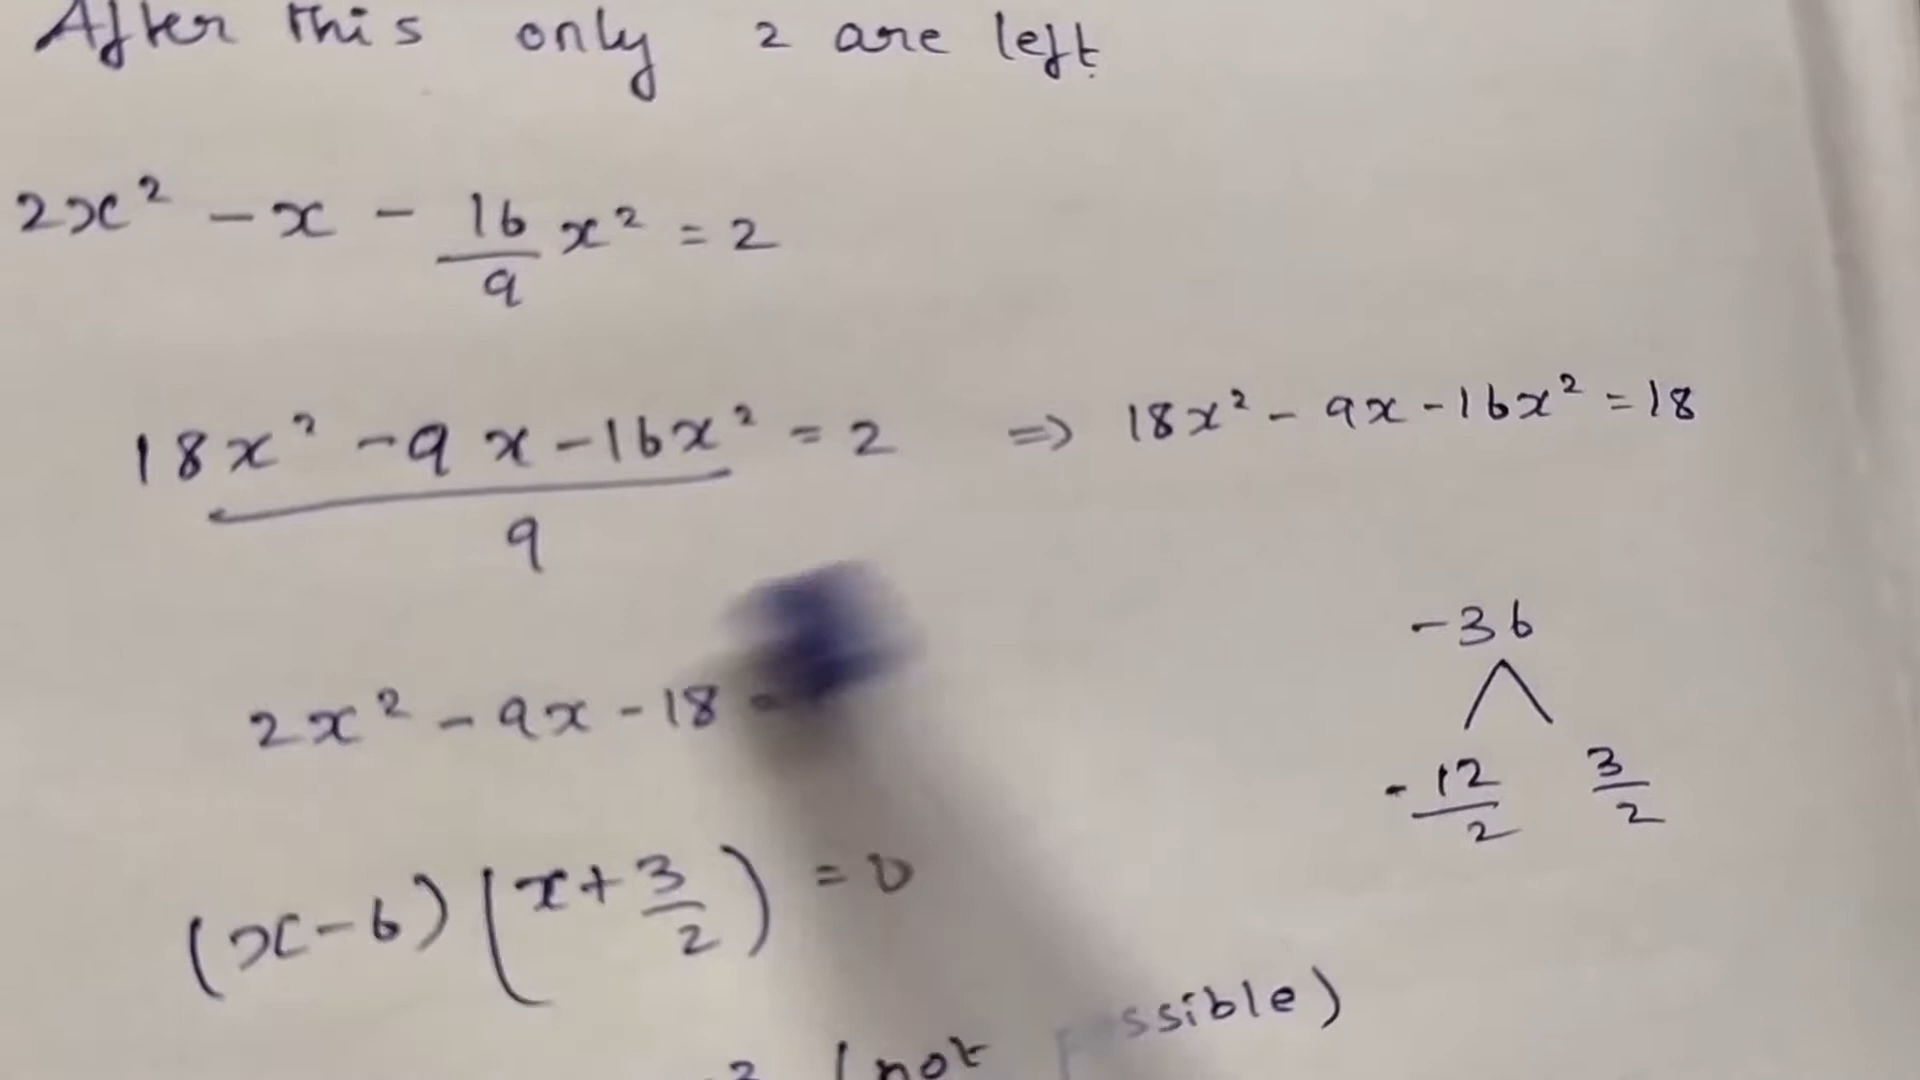 After this only 2 are left.
2x² - x - 16/9 x² = 2
18x² - 9x - 16x² / 9 = 2 => 18x² - 9x - 16x² = 18
-36
2x² - 9x - 18
-12/2 3/2
(x-6)(x+3/2) = 0
(not possible)